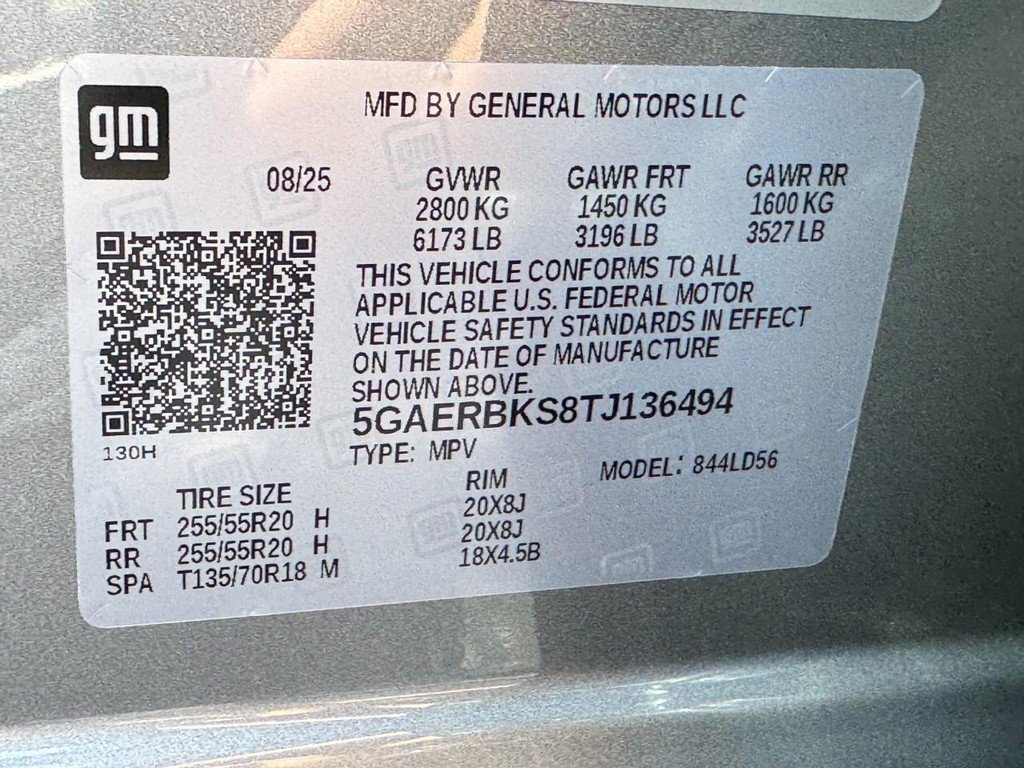 gm
MFD BY GENERAL MOTORS LLC
08/25 GVWR GAWR FRT GAWR RR
2800 KG 1450 KG 1600 KG
6173 LB 3196 LB 3527 LB
THIS VEHICLE CONFORMS TO ALL
APPLICABLE U.S. FEDERAL MOTOR
VEHICLE SAFETY STANDARDS IN EFFECT
ON THE DATE OF MANUFACTURE
SHOWN ABOVE.
5GAERBKS8TJ136494
130H
TYPE: MPV MODEL: 844LD56
TIRE SIZE RIM
FRT 255/55R20 H 20X8J
RR 255/55R20 H 20X8J
SPA T135/70R18 M 18X4.5B